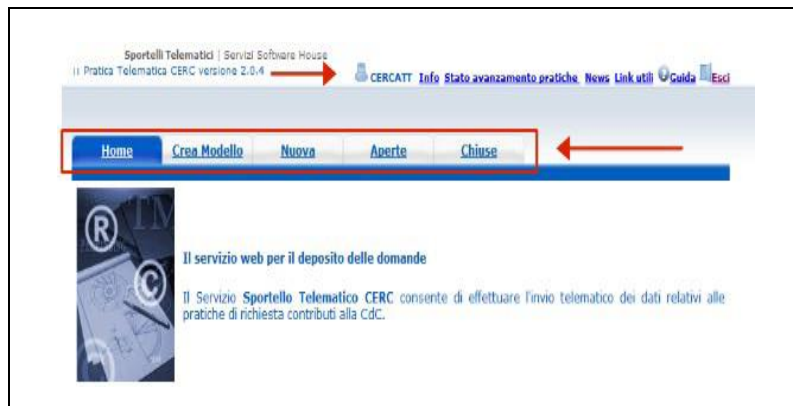 Sportelli Telematici | Servizi Software House
:: Pratica Telematica CERC versione 2.0.4
CERCATT Info Stato avanzamento pratiche News Link utili Guida Esci
Home Crea Modello Nuova Aperte Chiuse
® TM
©
Il servizio web per il deposito delle domande
Il Servizio Sportello Telematico CERC consente di effettuare l'invio telematico dei dati relativi alle
pratiche di richiesta contributi alla CdC.